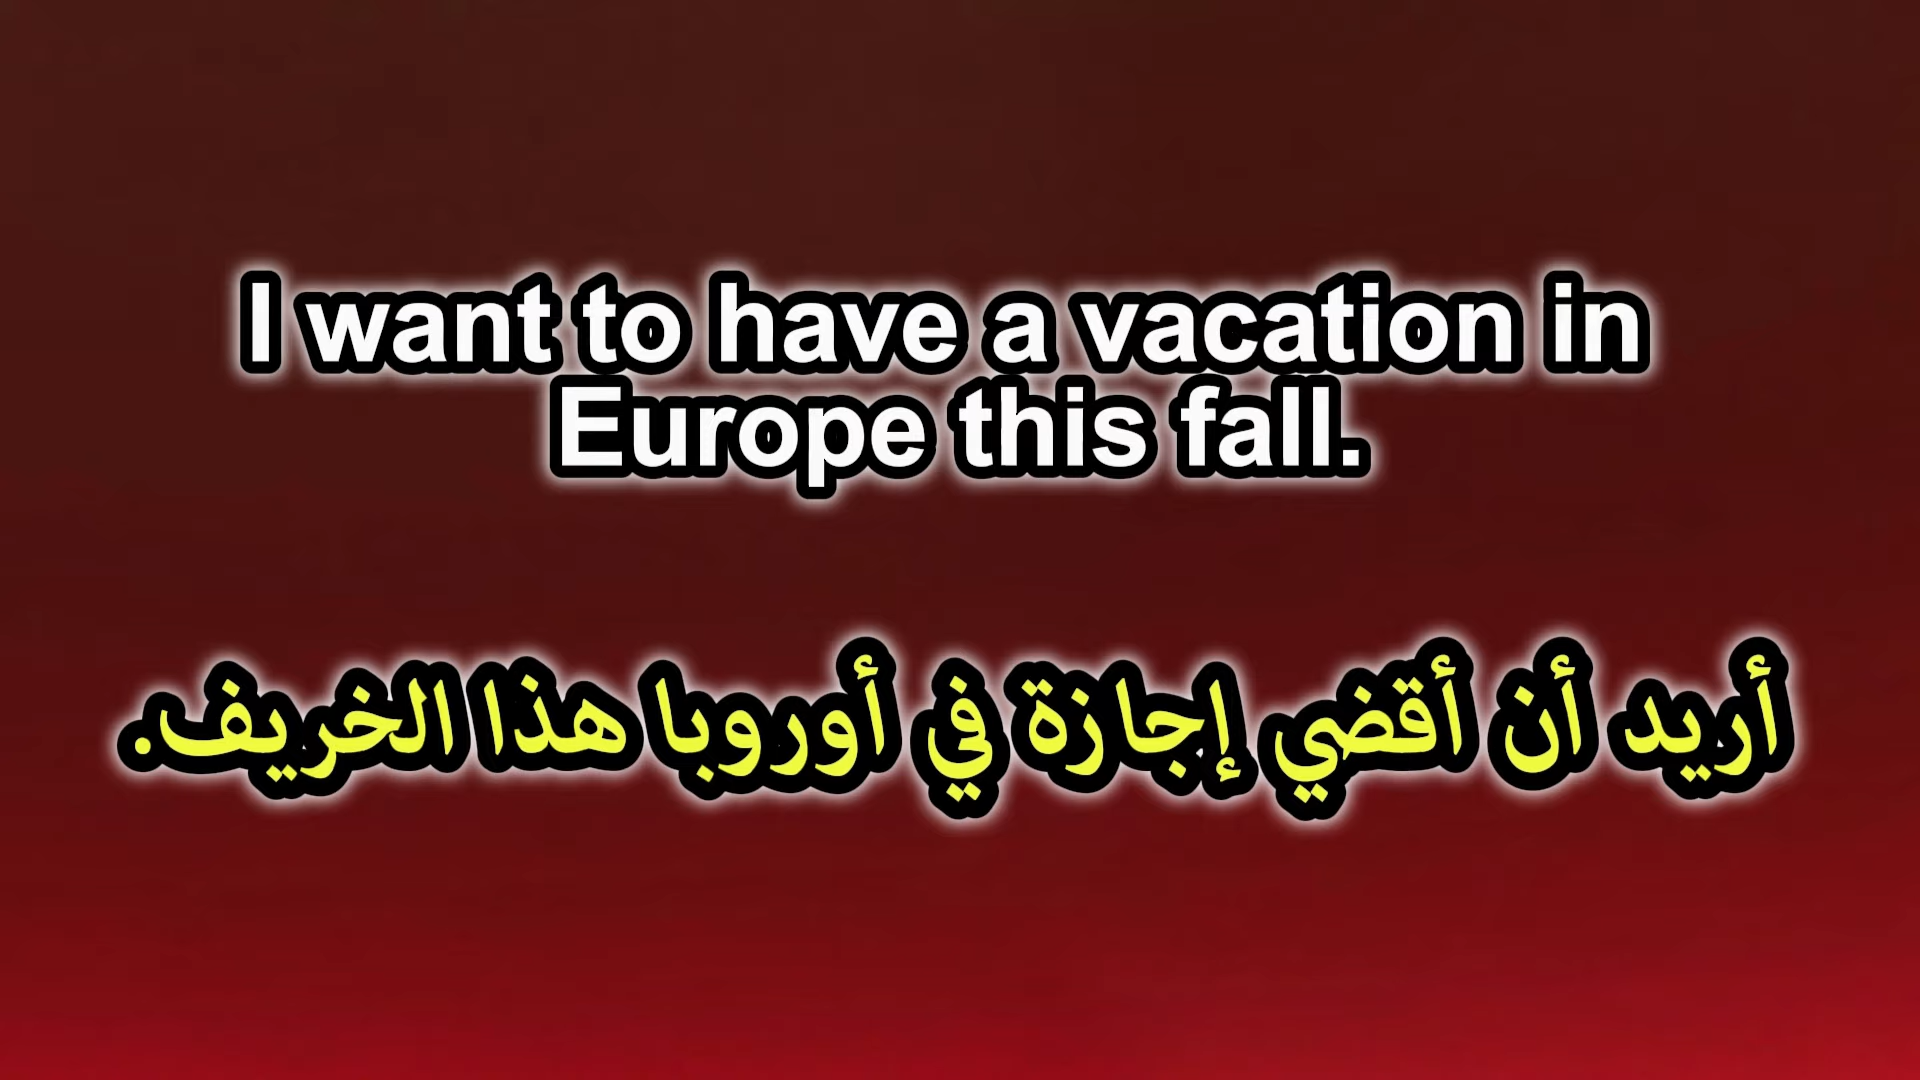 I want to have a vacation in
Europe this fall.
أريد أن أقضي إجازة في أوروبا هذا الخريف.